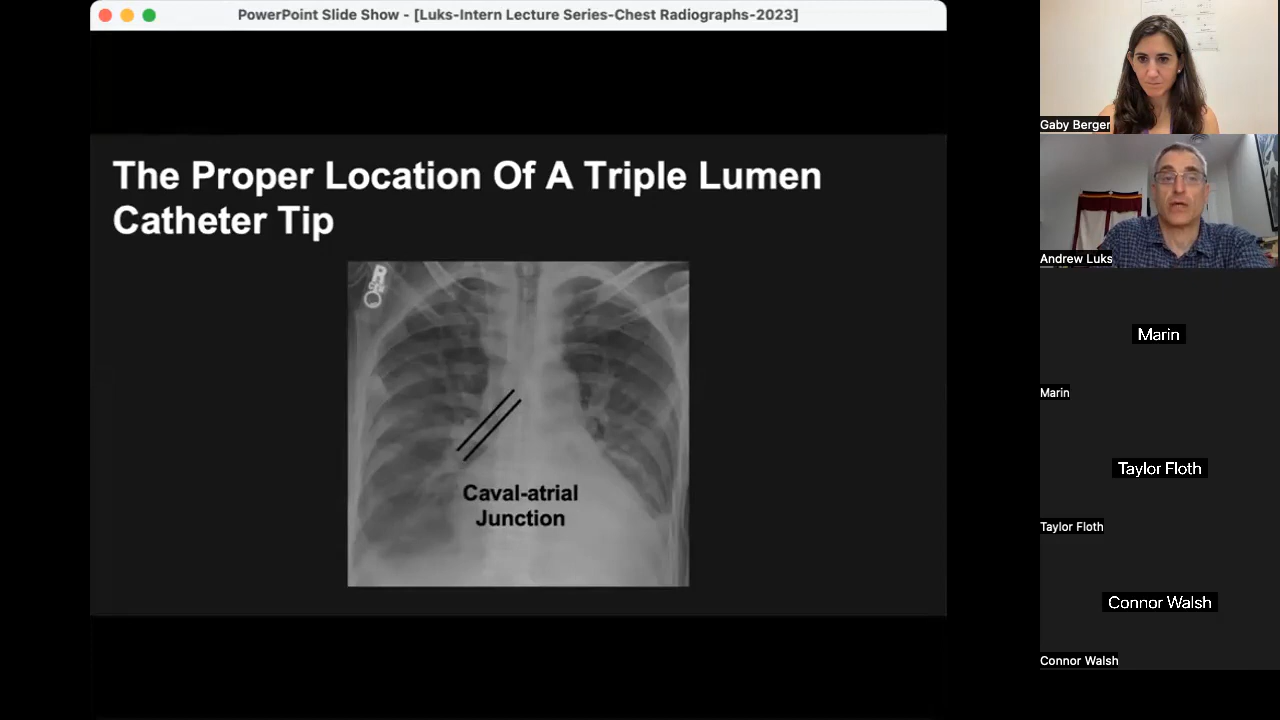 PowerPoint Slide Show - [Luks-Intern Lecture Series-Chest Radiographs-2023]
The Proper Location Of A Triple Lumen
Catheter Tip
R
Caval-atrial
Junction
Gaby Berger
Andrew Luks
Marin
Marin
Taylor Floth
Taylor Floth
Connor Walsh
Connor Walsh